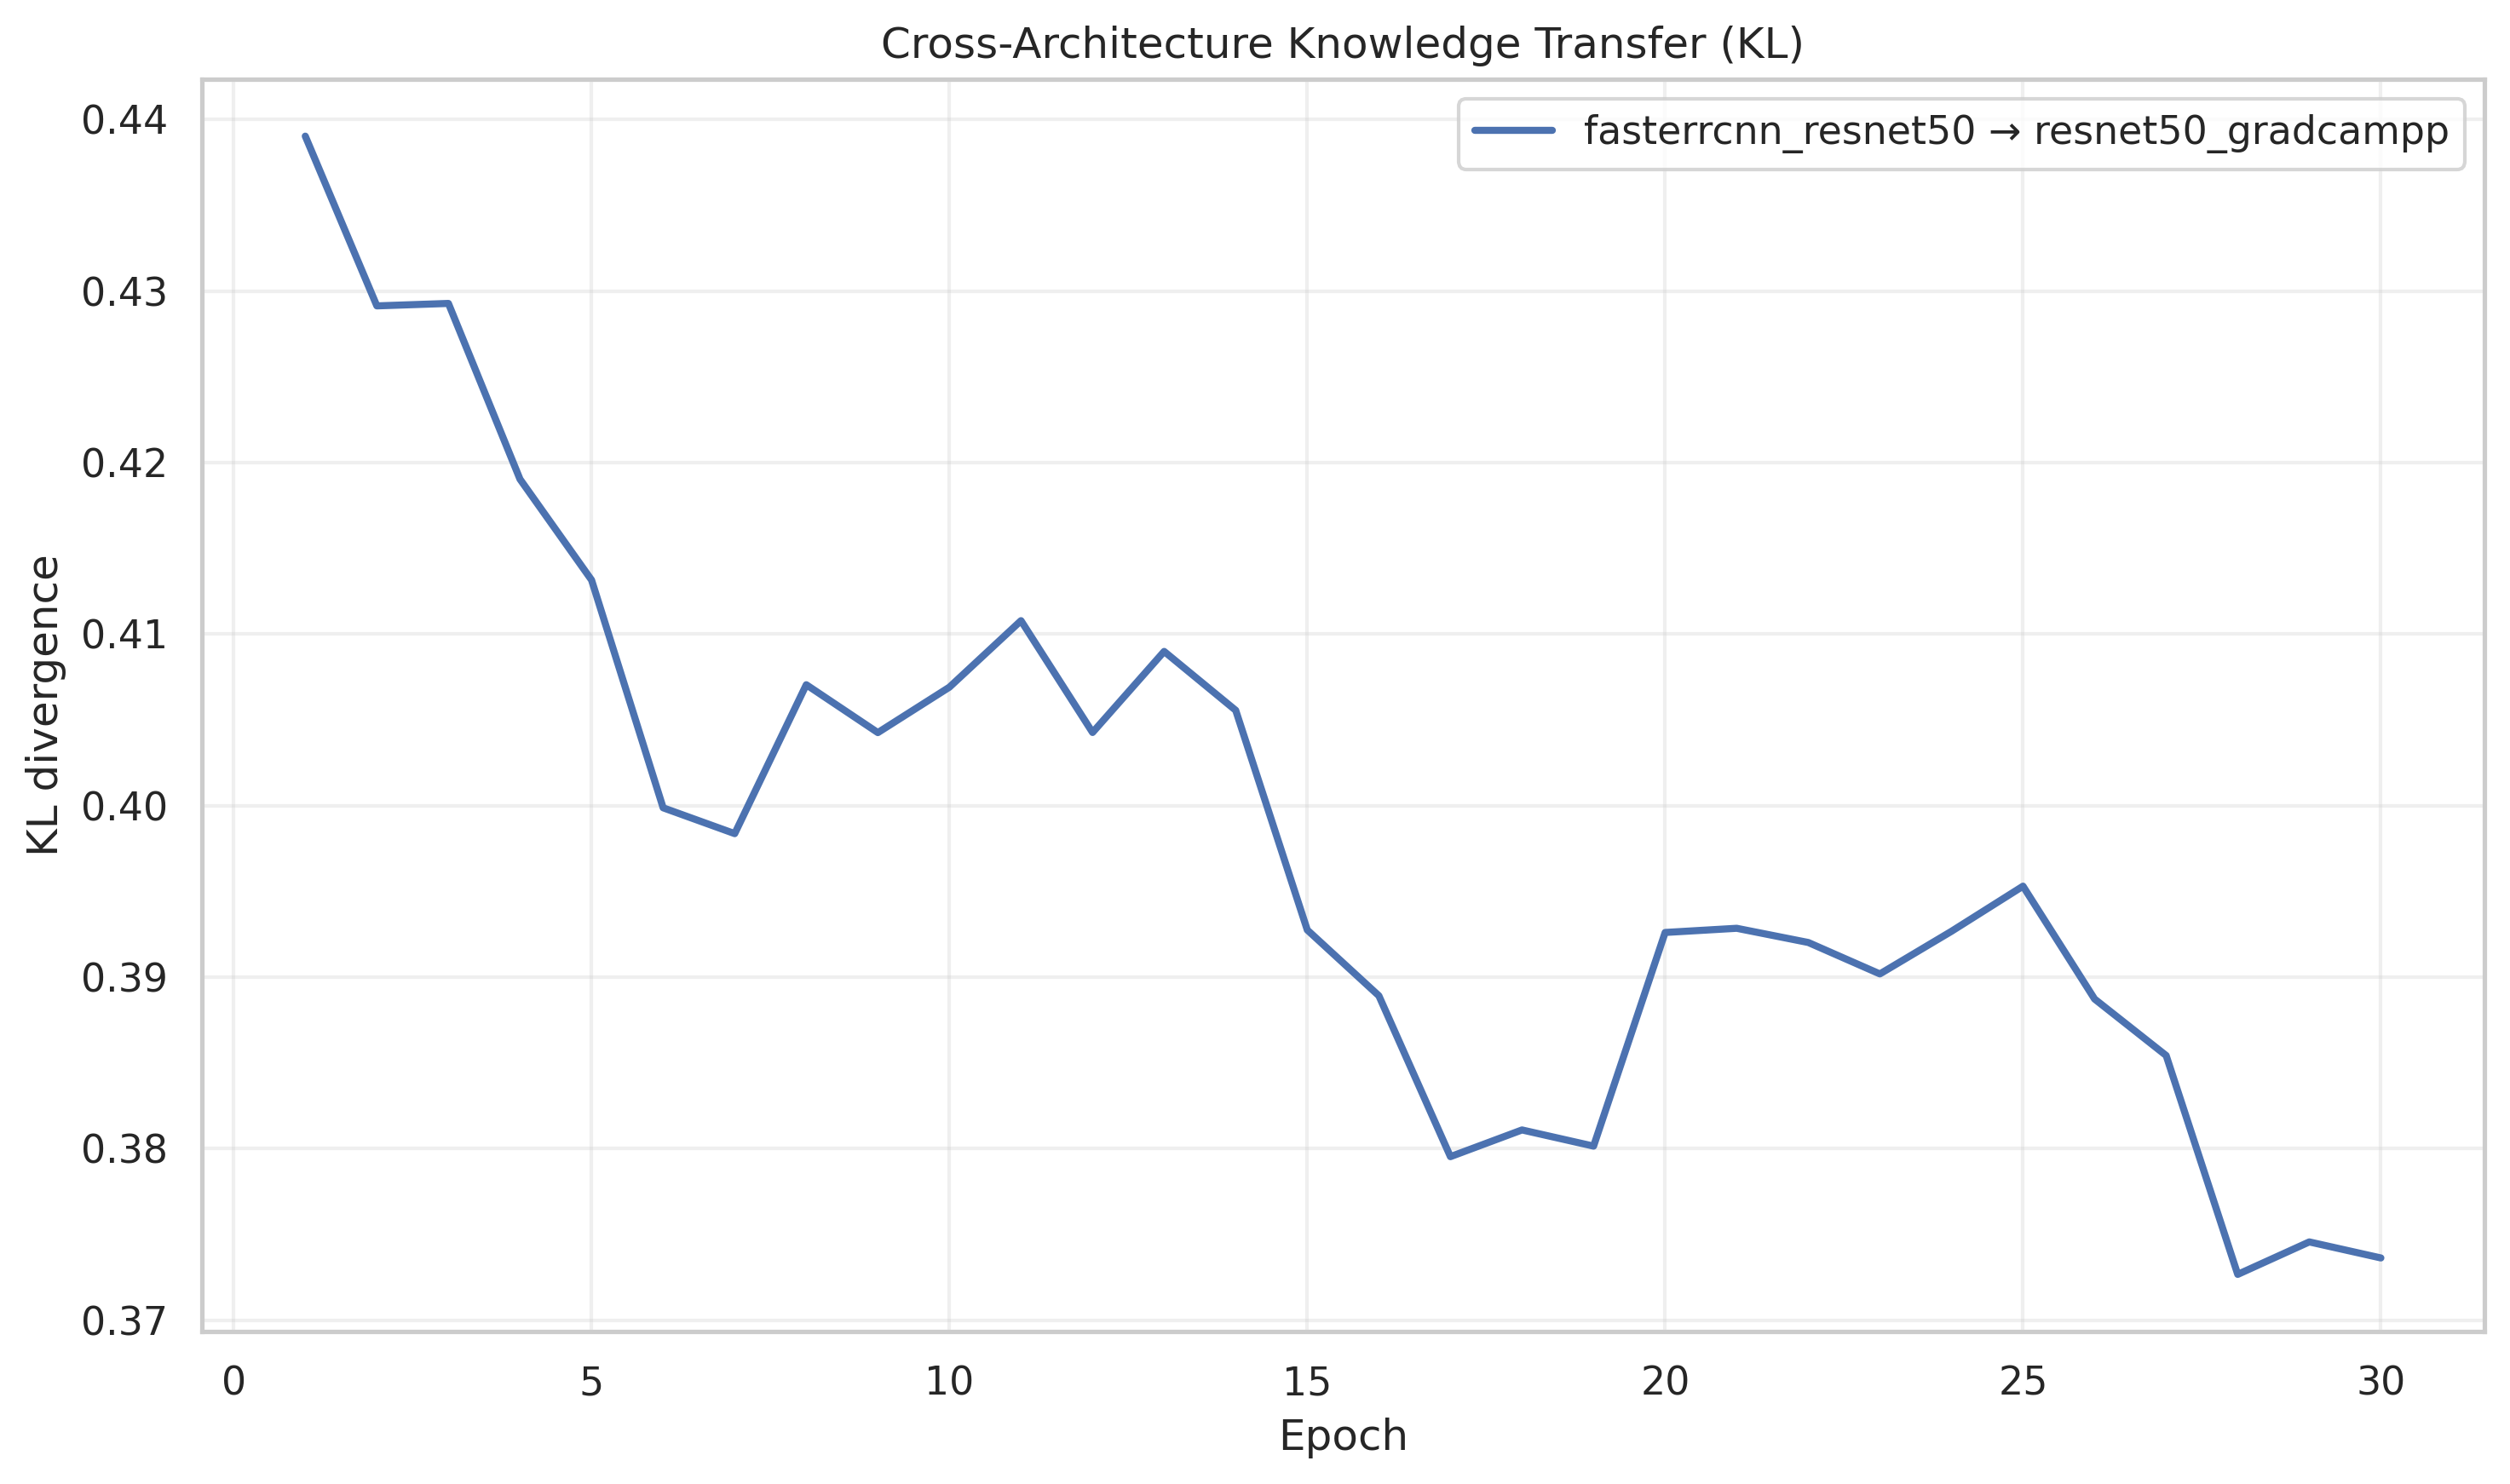 Cross-Architecture Knowledge Transfer (KL)
fasterrcnn_resnet50 → resnet50_gradcampp
KL divergence
0.44
0.43
0.42
0.41
0.40
0.39
0.38
0.37
0 5 10 15 20 25 30
Epoch